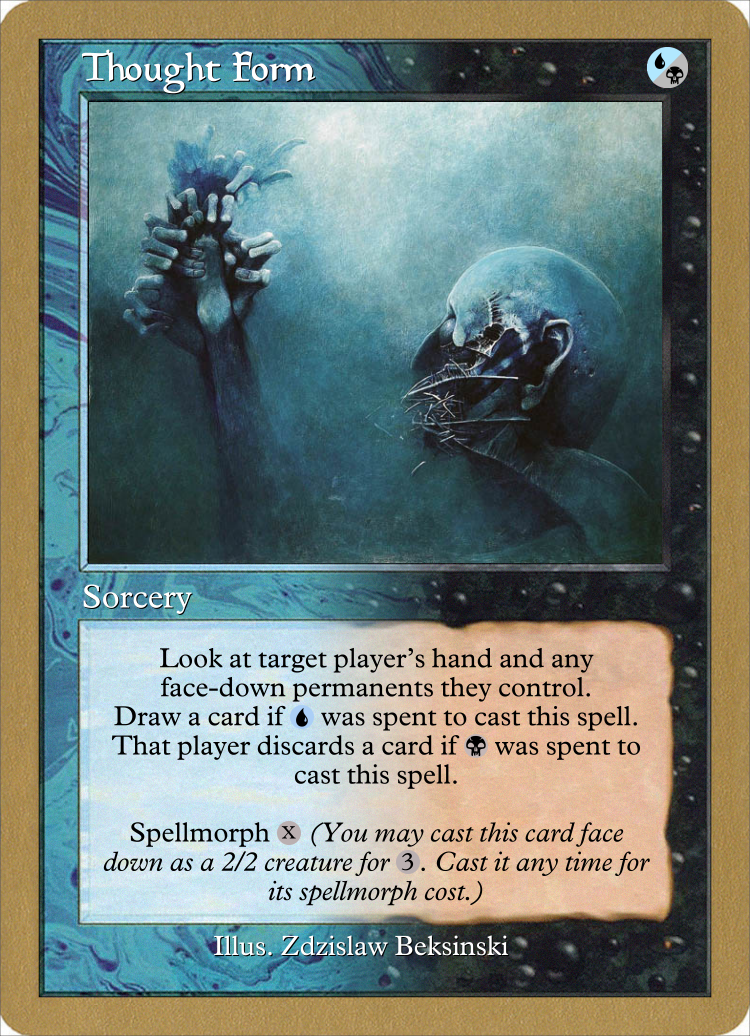 Thought Form
Sorcery
Look at target player's hand and any
face-down permanents they control.
Draw a card if was spent to cast this spell.
That player discards a card if was spent to
cast this spell.
Spellmorph X (You may cast this card face
down as a 2/2 creature for 3. Cast it any time for
its spellmorph cost.)
Illus. Zdzislaw Beksinski